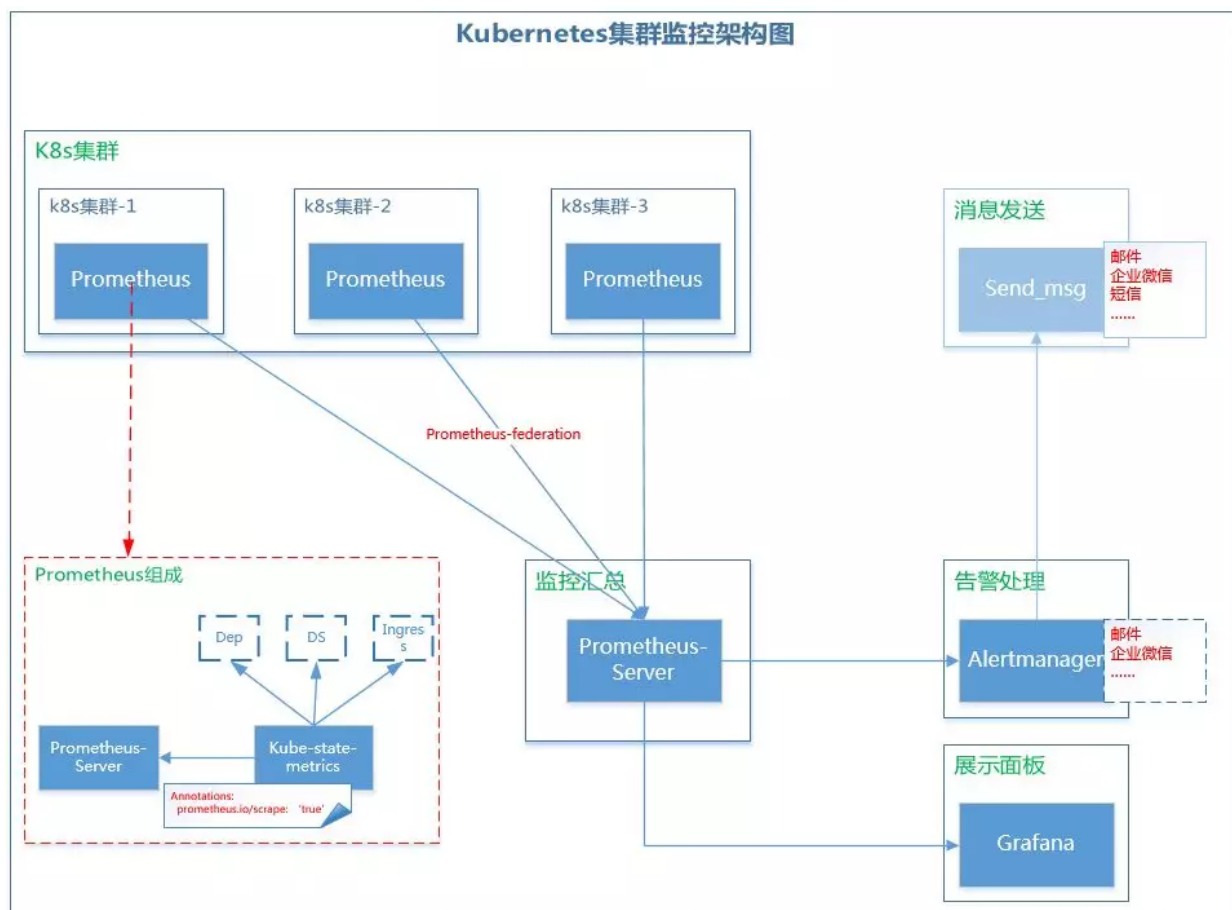 Kubernetes集群监控架构图
K8s集群
k8s集群-1
k8s集群-2
k8s集群-3
Prometheus
Prometheus
Prometheus
消息发送
Send_msg
邮件
企业微信
短信
......
Prometheus-federation
Prometheus组成
Dep
DS
Ingres
s
Prometheus-
Server
Kube-state-
metrics
Annotations:
prometheus.io/scrape: 'true'
监控汇总
Prometheus-
Server
告警处理
Alertmanager
邮件
企业微信
......
展示面板
Grafana